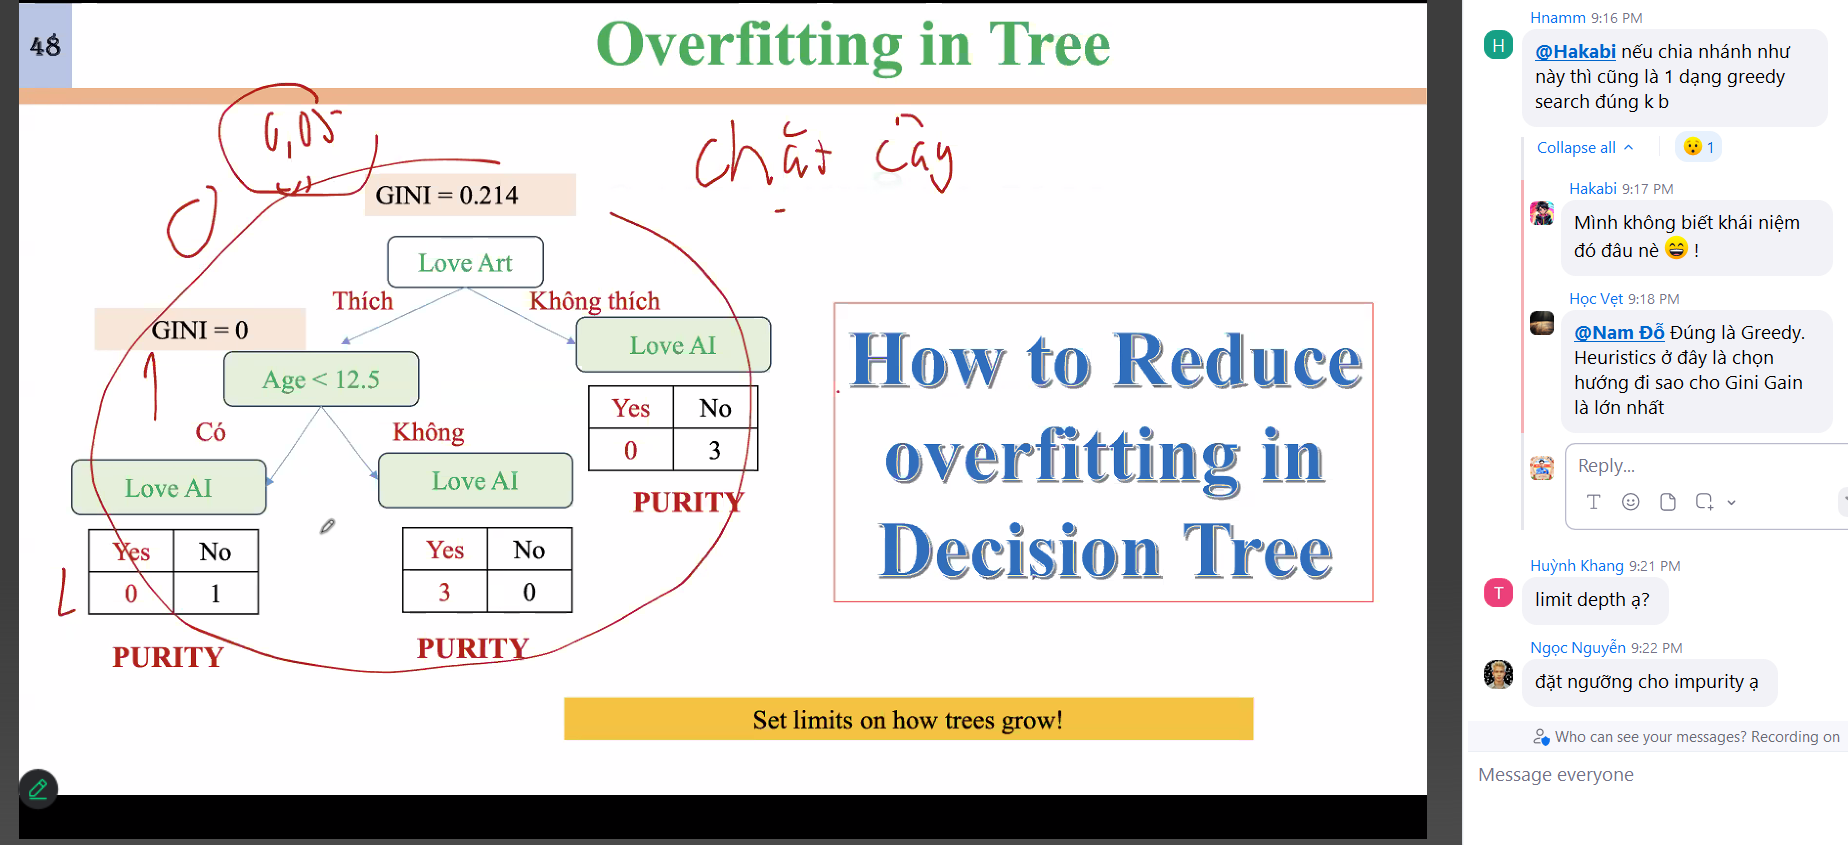 48
Overfitting in Tree
0,05
chặt cây
GINI = 0.214
Love Art
Thích
Không thích
GINI = 0
Love AI
Age < 12.5
Yes No
0 3
Có
Không
PURITY
Love AI
Love AI
Yes No
0 1
Yes No
3 0
PURITY
PURITY
How to Reduce
overfitting in
Decision Tree
Set limits on how trees grow!
Hnamm 9:16 PM
H
@Hakabi nếu chia nhánh như
này thì cũng là 1 dạng greedy
search đúng k b
Collapse all
1
Hakabi 9:17 PM
Mình không biết khái niệm
đó đâu nè 😄 !
Học Vẹt 9:18 PM
@Nam Đỗ Đúng là Greedy.
Heuristics ở đây là chọn
hướng đi sao cho Gini Gain
là lớn nhất
Reply...
Huỳnh Khang 9:21 PM
T
limit depth ạ?
Ngọc Nguyễn 9:22 PM
đặt ngưỡng cho impurity ạ
Who can see your messages? Recording on
Message everyone